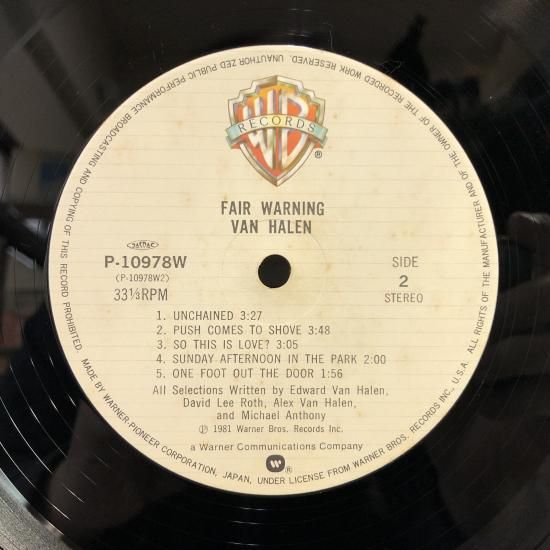 WB
RECORDS
®
FAIR WARNING
VAN HALEN
JASRAC
P-10978W
(P-10978W2)
33⅓RPM
SIDE
2
STEREO
1. UNCHAINED 3:27
2. PUSH COMES TO SHOVE 3:48
3. SO THIS IS LOVE? 3:05
4. SUNDAY AFTERNOON IN THE PARK 2:00
5. ONE FOOT OUT THE DOOR 1:56
All Selections Written by Edward Van Halen,
David Lee Roth, Alex Van Halen,
and Michael Anthony
℗ 1981 Warner Bros. Records Inc.
a Warner Communications Company
®
MADE BY WARNER-PIONEER CORPORATION, JAPAN, UNDER LICENSE FROM WARNER BROS. RECORDS INC., U.S.A. ALL RIGHTS OF THE MANUFACTURER AND OF THE OWNER OF THE RECORDED WORK RESERVED. UNAUTHORIZED PUBLIC PERFORMANCE BROADCASTING AND COPYING OF THIS RECORD PROHIBITED.